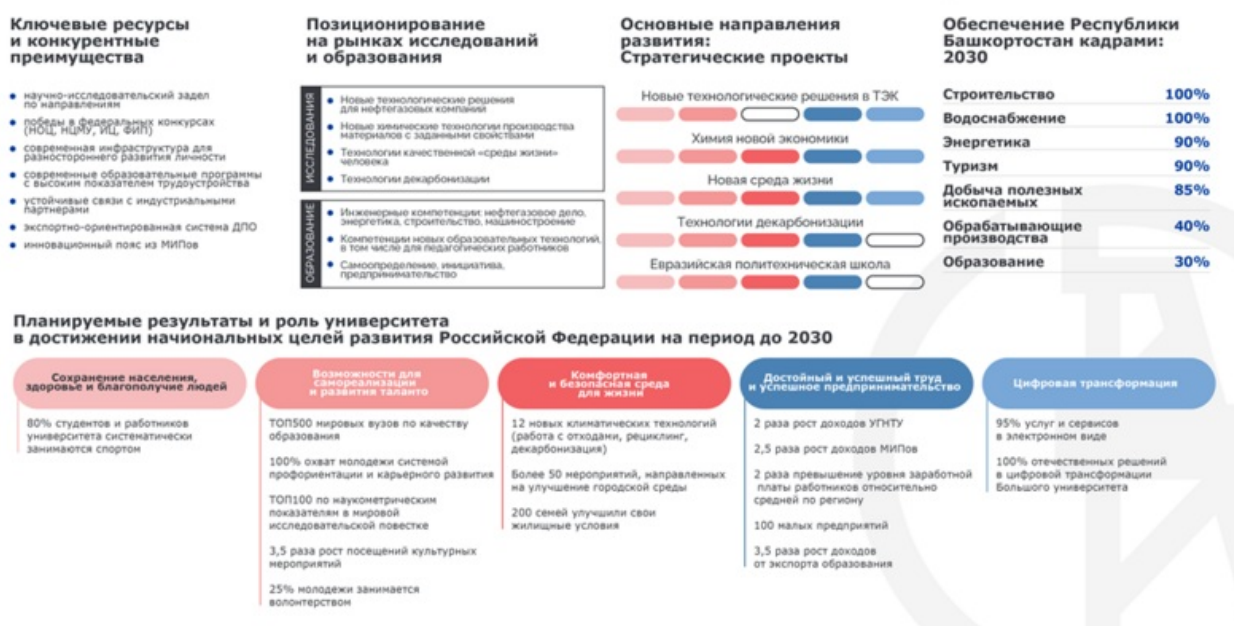 Ключевые ресурсы
и конкурентные
преимущества
научно-исследовательский задел
по направлениям
победы в федеральных конкурсах
(НОЦ, НЦМУ, ИЦ, ФИП)
современная инфраструктура для
разностороннего развития личности
современные образовательные программы
с высоким показателем трудоустройства
устойчивые связи с индустриальными
партнерами
экспортно-ориентированная система ДПО
инновационный пояс из МИПов
Позиционирование
на рынках исследований
и образования
ИССЛЕДОВАНИЯ
Новые технологические решения
для нефтегазовых компаний
Новые химические технологии производства
материалов с заданными свойствами
Технологии качественной «среды жизни»
человека
Технологии декарбонизации
ОБРАЗОВАНИЕ
Инженерные компетенции: нефтегазовое дело,
энергетика, строительство, машиностроение
Компетенции новых образовательных технологий,
в том числе для педагогических работников
Самоопределение, инициатива,
предпринимательство
Основные направления
развития:
Стратегические проекты
Новые технологические решения в ТЭК
Химия новой экономики
Новая среда жизни
Технологии декарбонизации
Евразийская политехническая школа
Обеспечение Республики
Башкортостан кадрами:
2030
Строительство 100%
Водоснабжение 100%
Энергетика 90%
Туризм 90%
Добыча полезных
ископаемых 85%
Обрабатывающие
производства 40%
Образование 30%
Планируемые результаты и роль университета
в достижении начиональных целей развития Российской Федерации на период до 2030
Сохранение населения,
здоровье и благополучие людей
80% студентов и работников
университета систематически
занимаются спортом
Возможности для
самореализации
и развития таланто
ТОП500 мировых вузов по качеству
образования
100% охват молодежи системой
профориентации и карьерного развития
ТОП100 по наукометрическим
показателям в мировой
исследовательской повестке
3,5 раза рост посещений культурных
мероприятий
25% молодежи занимается
волонтерством
Комфортная
и безопасная среда
для жизни
12 новых климатических технологий
(работа с отходами, рециклинг,
декарбонизация)
Более 50 мероприятий, направленных
на улучшение городской среды
200 семей улучшили свои
жилищные условия
Достойный и успешный труд
и успешное предпринимательство
2 раза рост доходов УГНТУ
2,5 раза рост доходов МИПов
2 раза превышение уровня заработной
платы работников относительно
средней по региону
100 малых предприятий
3,5 раза рост доходов
от экспорта образования
Цифровая трансформация
95% услуг и сервисов
в электронном виде
100% отечественных решений
в цифровой трансформации
Большого университета